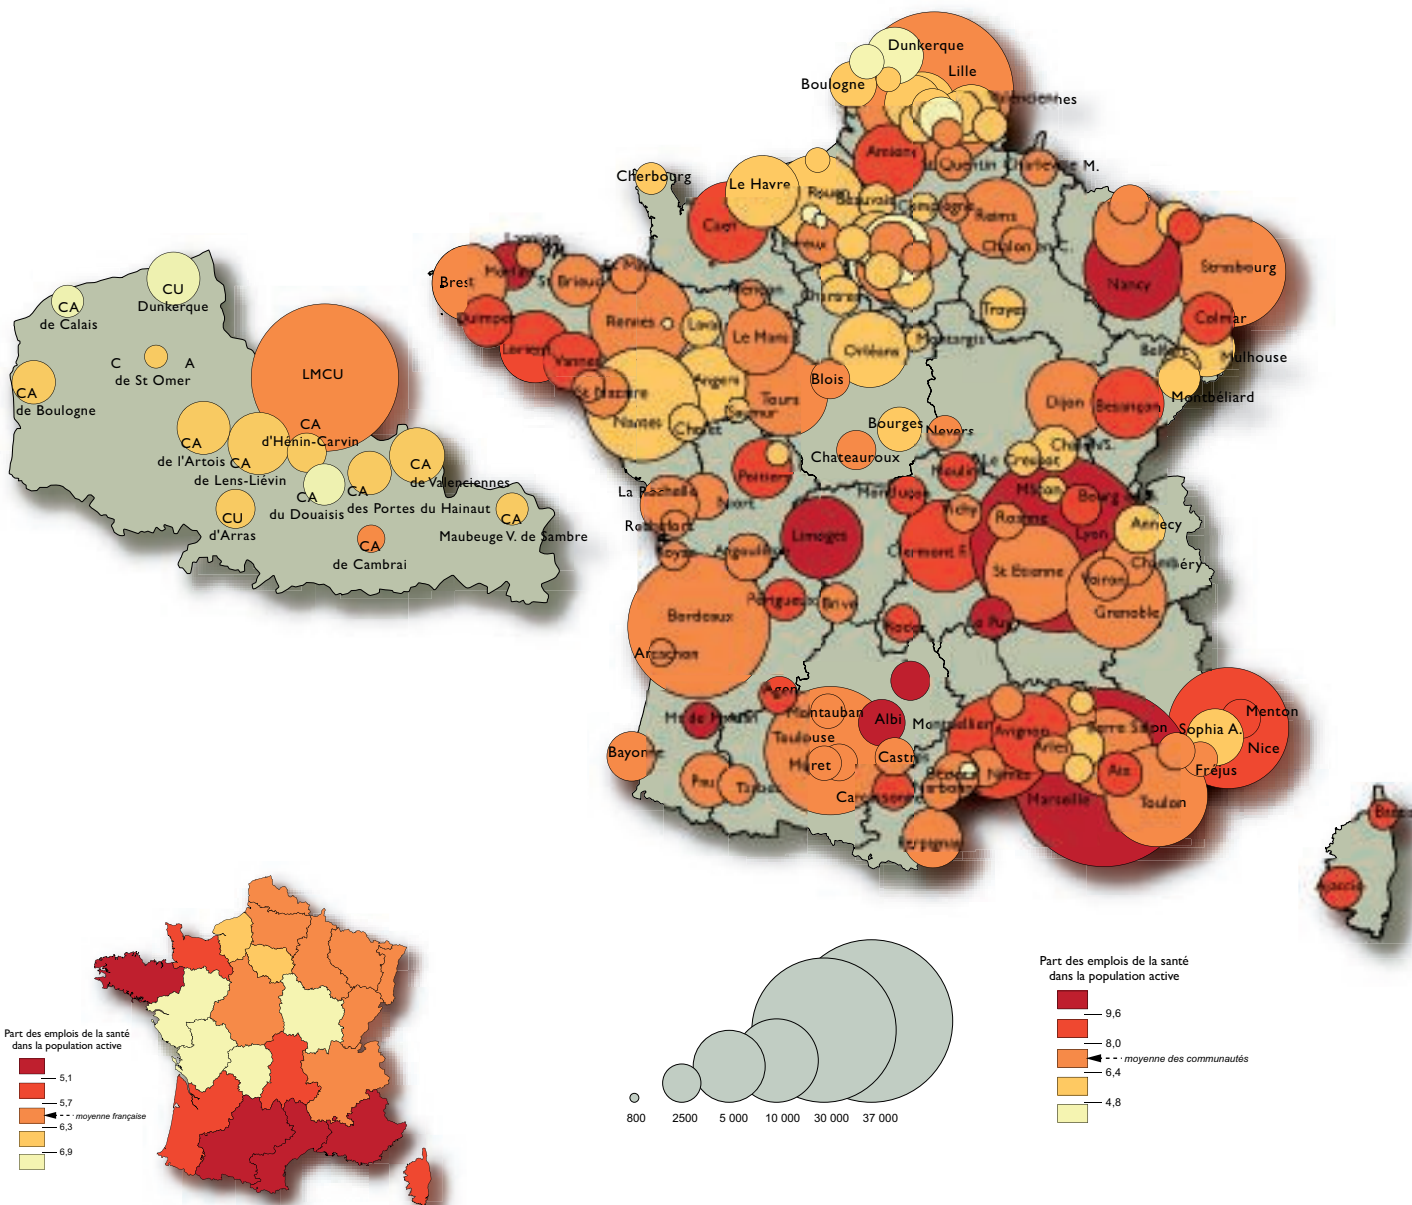 Dunkerque
Lille
Boulogne
Valenciennes
Amiens
St Quentin
Charleville M.
Cherbourg
Le Havre
Rouen
Beauvais
Compiègne
Reims
Caen
Evreux
Chalon en C.
Strasbourg
Nancy
Lannion
Morlaix
St Brieuc
St Malo
Brest
Alençon
Chartres
Troyes
Colmar
Quimper
Rennes
Laval
Le Mans
Orléans
Montargis
Lorient
Vannes
Belfort
Mulhouse
Montbéliard
St Nazaire
Angers
Blois
Nantes
Saumur
Tours
Cholet
Dijon
Besançon
Bourges
Nevers
Chateauroux
Chalon/S.
Le Creusot
Poitiers
Moulins
Montluçon
Mâcon
Bourg
La Rochelle
Niort
Vichy
Roanne
Annecy
Rochefort
Limoges
Lyon
Royan
Angoulême
Clermont F.
St Etienne
Chambéry
Voiron
Périgueux
Brive
Grenoble
Bordeaux
Rodez
Le Puy
Arcachon
Agen
Montauban
Albi
Montpellier
Avignon
Berre Salon
Sophia A.
Menton
Nice
Toulouse
Arles
Bayonne
Muret
Castres
Fréjus
Pau
Tarbes
Béziers
Nimes
Aix
Carcassonne
Narbonne
Marseille
Toulon
Perpignan
Bastia
Ajaccio
CU
Dunkerque
CA
de Calais
C A
de St Omer
LMCU
CA
de Boulogne
CA
d'Hénin-Carvin
CA
de l'Artois
CA
de Lens-Liévin
CA
de Valenciennes
CA
du Douaisis
CA
des Portes du Hainaut
CU
d'Arras
CA
Maubeuge V. de Sambre
CA
de Cambrai
Part des emplois de la santé
dans la population active
5,1
5,7
moyenne française
6,3
6,9
800
2500
5 000
10 000
30 000
37 000
Part des emplois de la santé
dans la population active
9,6
8,0
moyenne des communautés
6,4
4,8